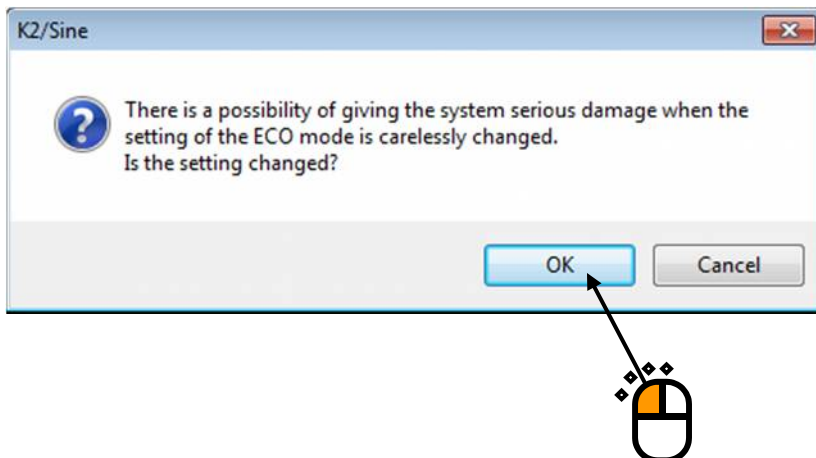 K2/Sine
There is a possibility of giving the system serious damage when the
setting of the ECO mode is carelessly changed.
Is the setting changed?
OK
Cancel